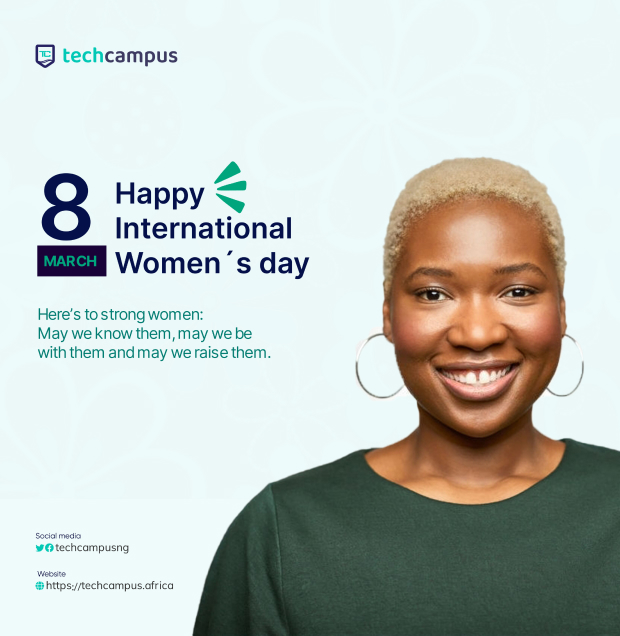 TC techcampus
8
MARCH
Happy
International
Women´s day
Here's to strong women:
May we know them, may we be
with them and may we raise them.
Social media
techcampusng
Website
https://techcampus.africa